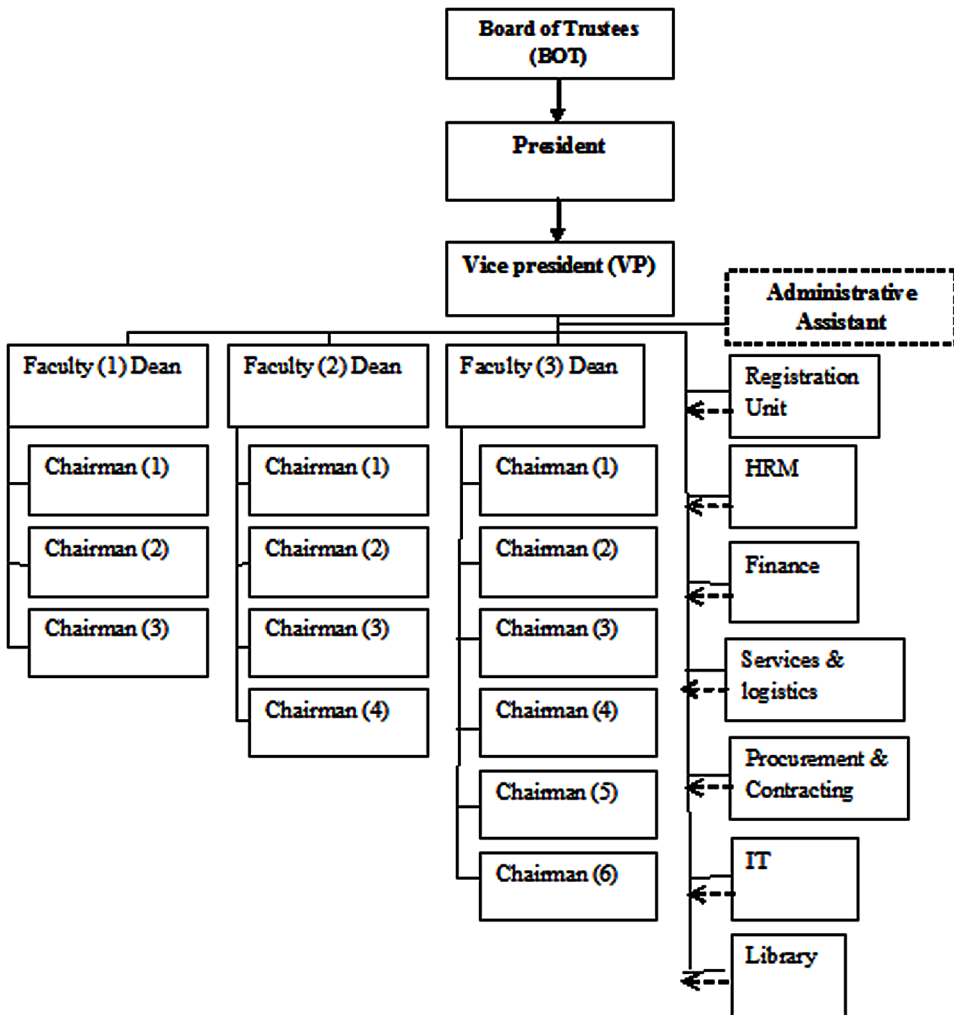 Board of Trustees
(BOT)
President
Vice president (VP)
Administrative
Assistant
Faculty (1) Dean
Faculty (2) Dean
Faculty (3) Dean
Chairman (1)
Chairman (2)
Chairman (3)
Chairman (1)
Chairman (2)
Chairman (3)
Chairman (4)
Chairman (1)
Chairman (2)
Chairman (3)
Chairman (4)
Chairman (5)
Chairman (6)
Registration
Unit
HRM
Finance
Services &
logistics
Procurement &
Contracting
IT
Library